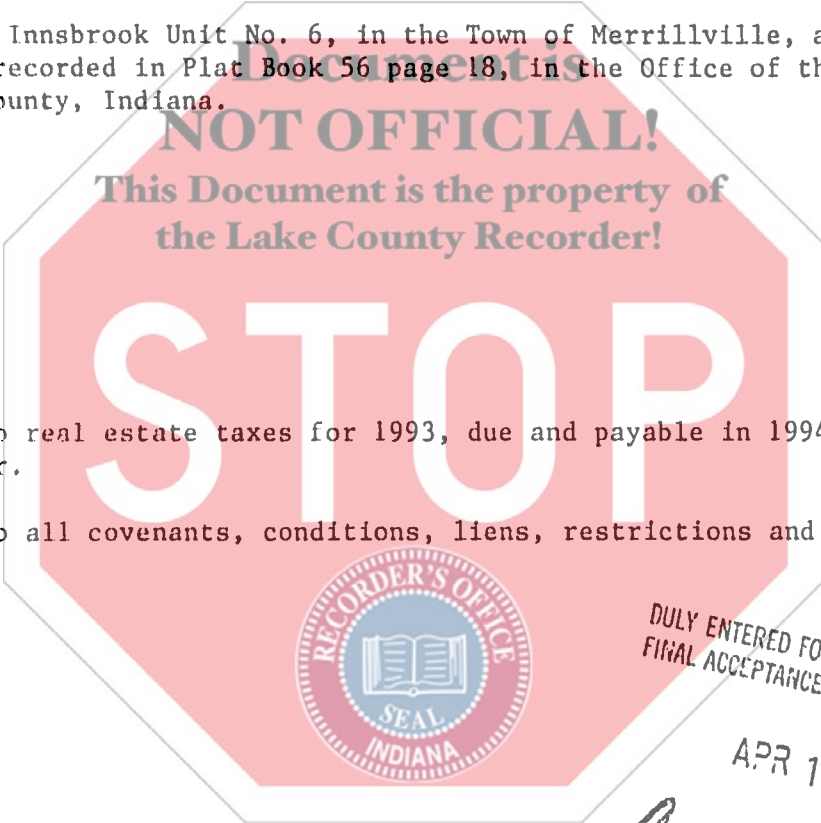 Innsbrook Unit No. 6, in the Town of Merrillville, a
recorded in Plat Book 56 page 18, in the Office of th
ounty, Indiana.
Document is
NOT OFFICIAL!
This Document is the property of
the Lake County Recorder!
STOP
o real estate taxes for 1993, due and payable in 1994
r.
o all covenants, conditions, liens, restrictions and
RECORDER'S OFFICE
SEAL
INDIANA
DULY ENTERED FO
FINAL ACCEPTANCE
APR 1